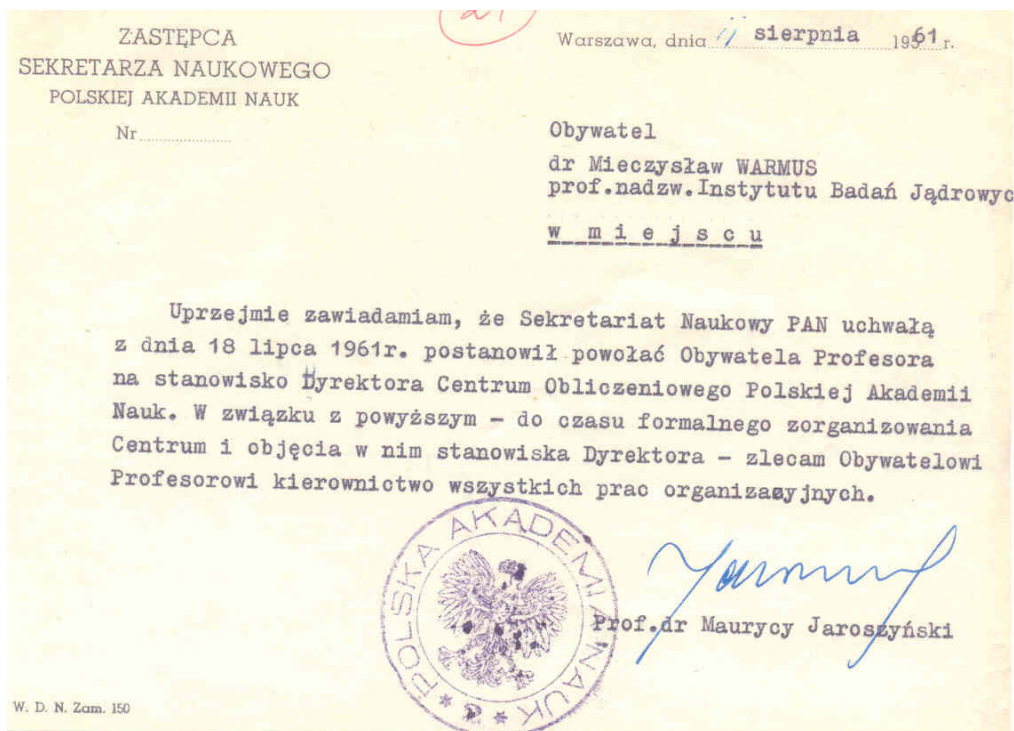 21
ZASTĘPCA
SEKRETARZA NAUKOWEGO
POLSKIEJ AKADEMII NAUK
Nr
Warszawa, dnia 11 sierpnia 1961 r.
Obywatel
dr Mieczysław WARMUS
prof.nadzw.Instytutu Badań Jądrowyc
w miejscu
Uprzejmie zawiadamiam, że Sekretariat Naukowy PAN uchwałą
z dnia 18 lipca 1961r. postanowił powołać Obywatela Profesora
na stanowisko Dyrektora Centrum Obliczeniowego Polskiej Akademii
Nauk. W związku z powyższym - do czasu formalnego zorganizowania
Centrum i objęcia w nim stanowiska Dyrektora - zlecam Obywatelowi
Profesorowi kierownictwo wszystkich prac organizacyjnych.
POLSKA AKADEMIA NAUK
Prof.dr Maurycy Jaroszyński
W. D. N. Zam. 150